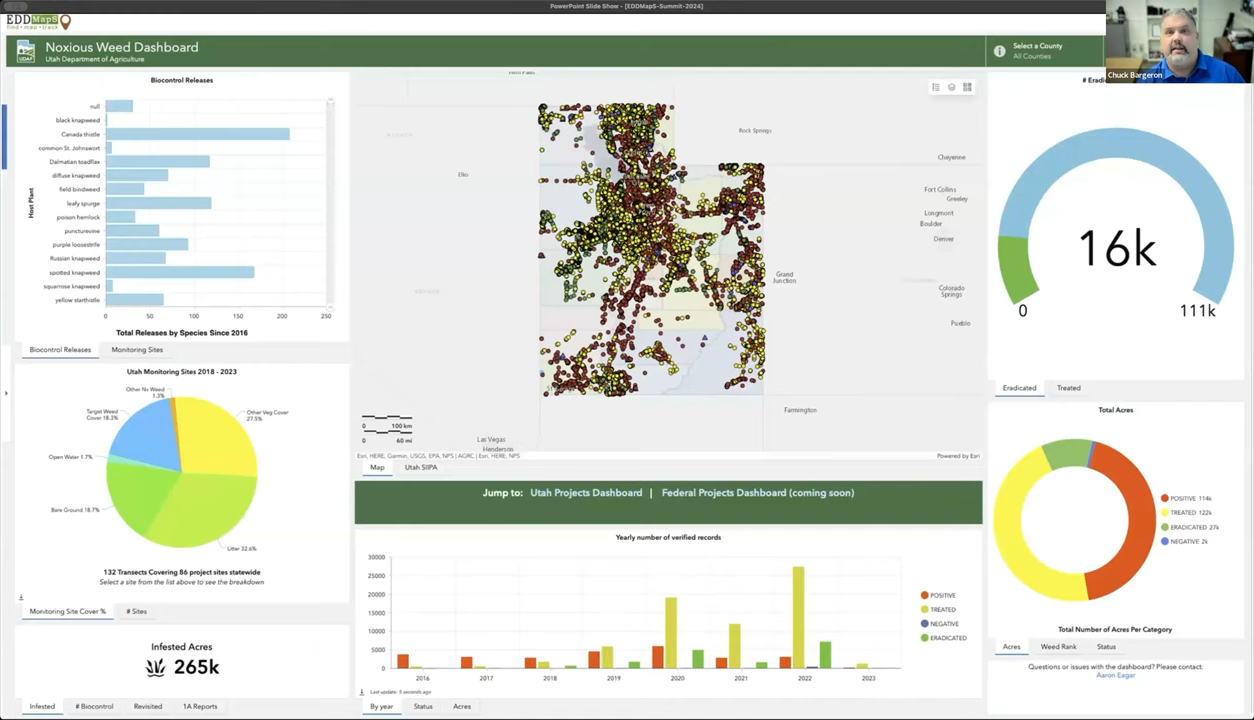 PowerPoint Slide Show - [EDDMapS-Summit-2024]
EDDMapS
find • map • track
UDAF
Noxious Weed Dashboard
Utah Department of Agriculture
Select a County
All Counties
Chuck Bargeron
Biocontrol Releases
Host Plant
null
black knapweed
Canada thistle
common St. Johnswort
Dalmatian toadflax
diffuse knapweed
field bindweed
leafy spurge
poison hemlock
puncturevine
purple loosestrife
Russian knapweed
spotted knapweed
squarrose knapweed
yellow starthistle
0 50 100 150 200 250
Total Releases by Species Since 2016
Biocontrol Releases Monitoring Sites
Utah Monitoring Sites 2018 - 2023
Other Nx Weed
1.3%
Target Weed
Cover 18.3%
Other Veg Cover
27.5%
Open Water 1.7%
Bare Ground 18.7%
Litter 32.6%
132 Transects Covering 86 project sites statewide
Select a site from the list above to see the breakdown
Monitoring Site Cover % # Sites
Infested Acres
265k
Infested # Biocontrol Revisited 1A Reports
Twin Falls
Rock Springs
Elko
Cheyenne
Fort Collins
Greeley
Longmont
Boulder
Denver
NEVADA
Grand
Junction
Colorado
Springs
Pueblo
Farmington
Las Vegas
Henderson
0 100 km
0 60 mi
Esri, HERE, Garmin, USGS, EPA, NPS | AGRC | Esri, HERE, NPS
Powered by Esri
Map Utah SIIPA
Jump to: Utah Projects Dashboard | Federal Projects Dashboard (coming soon)
Yearly number of verified records
30000
25000
20000
15000
10000
5000
0
2016 2017 2018 2019 2020 2021 2022 2023
POSITIVE
TREATED
NEGATIVE
ERADICATED
Last update: 5 seconds ago
By year Status Acres
# Eradi
16k
0 111k
Eradicated Treated
Total Acres
POSITIVE 114k
TREATED 122k
ERADICATED 27k
NEGATIVE 2k
Total Number of Acres Per Category
Acres Weed Rank Status
Questions or issues with the dashboard? Please contact:
Aaron Eagar